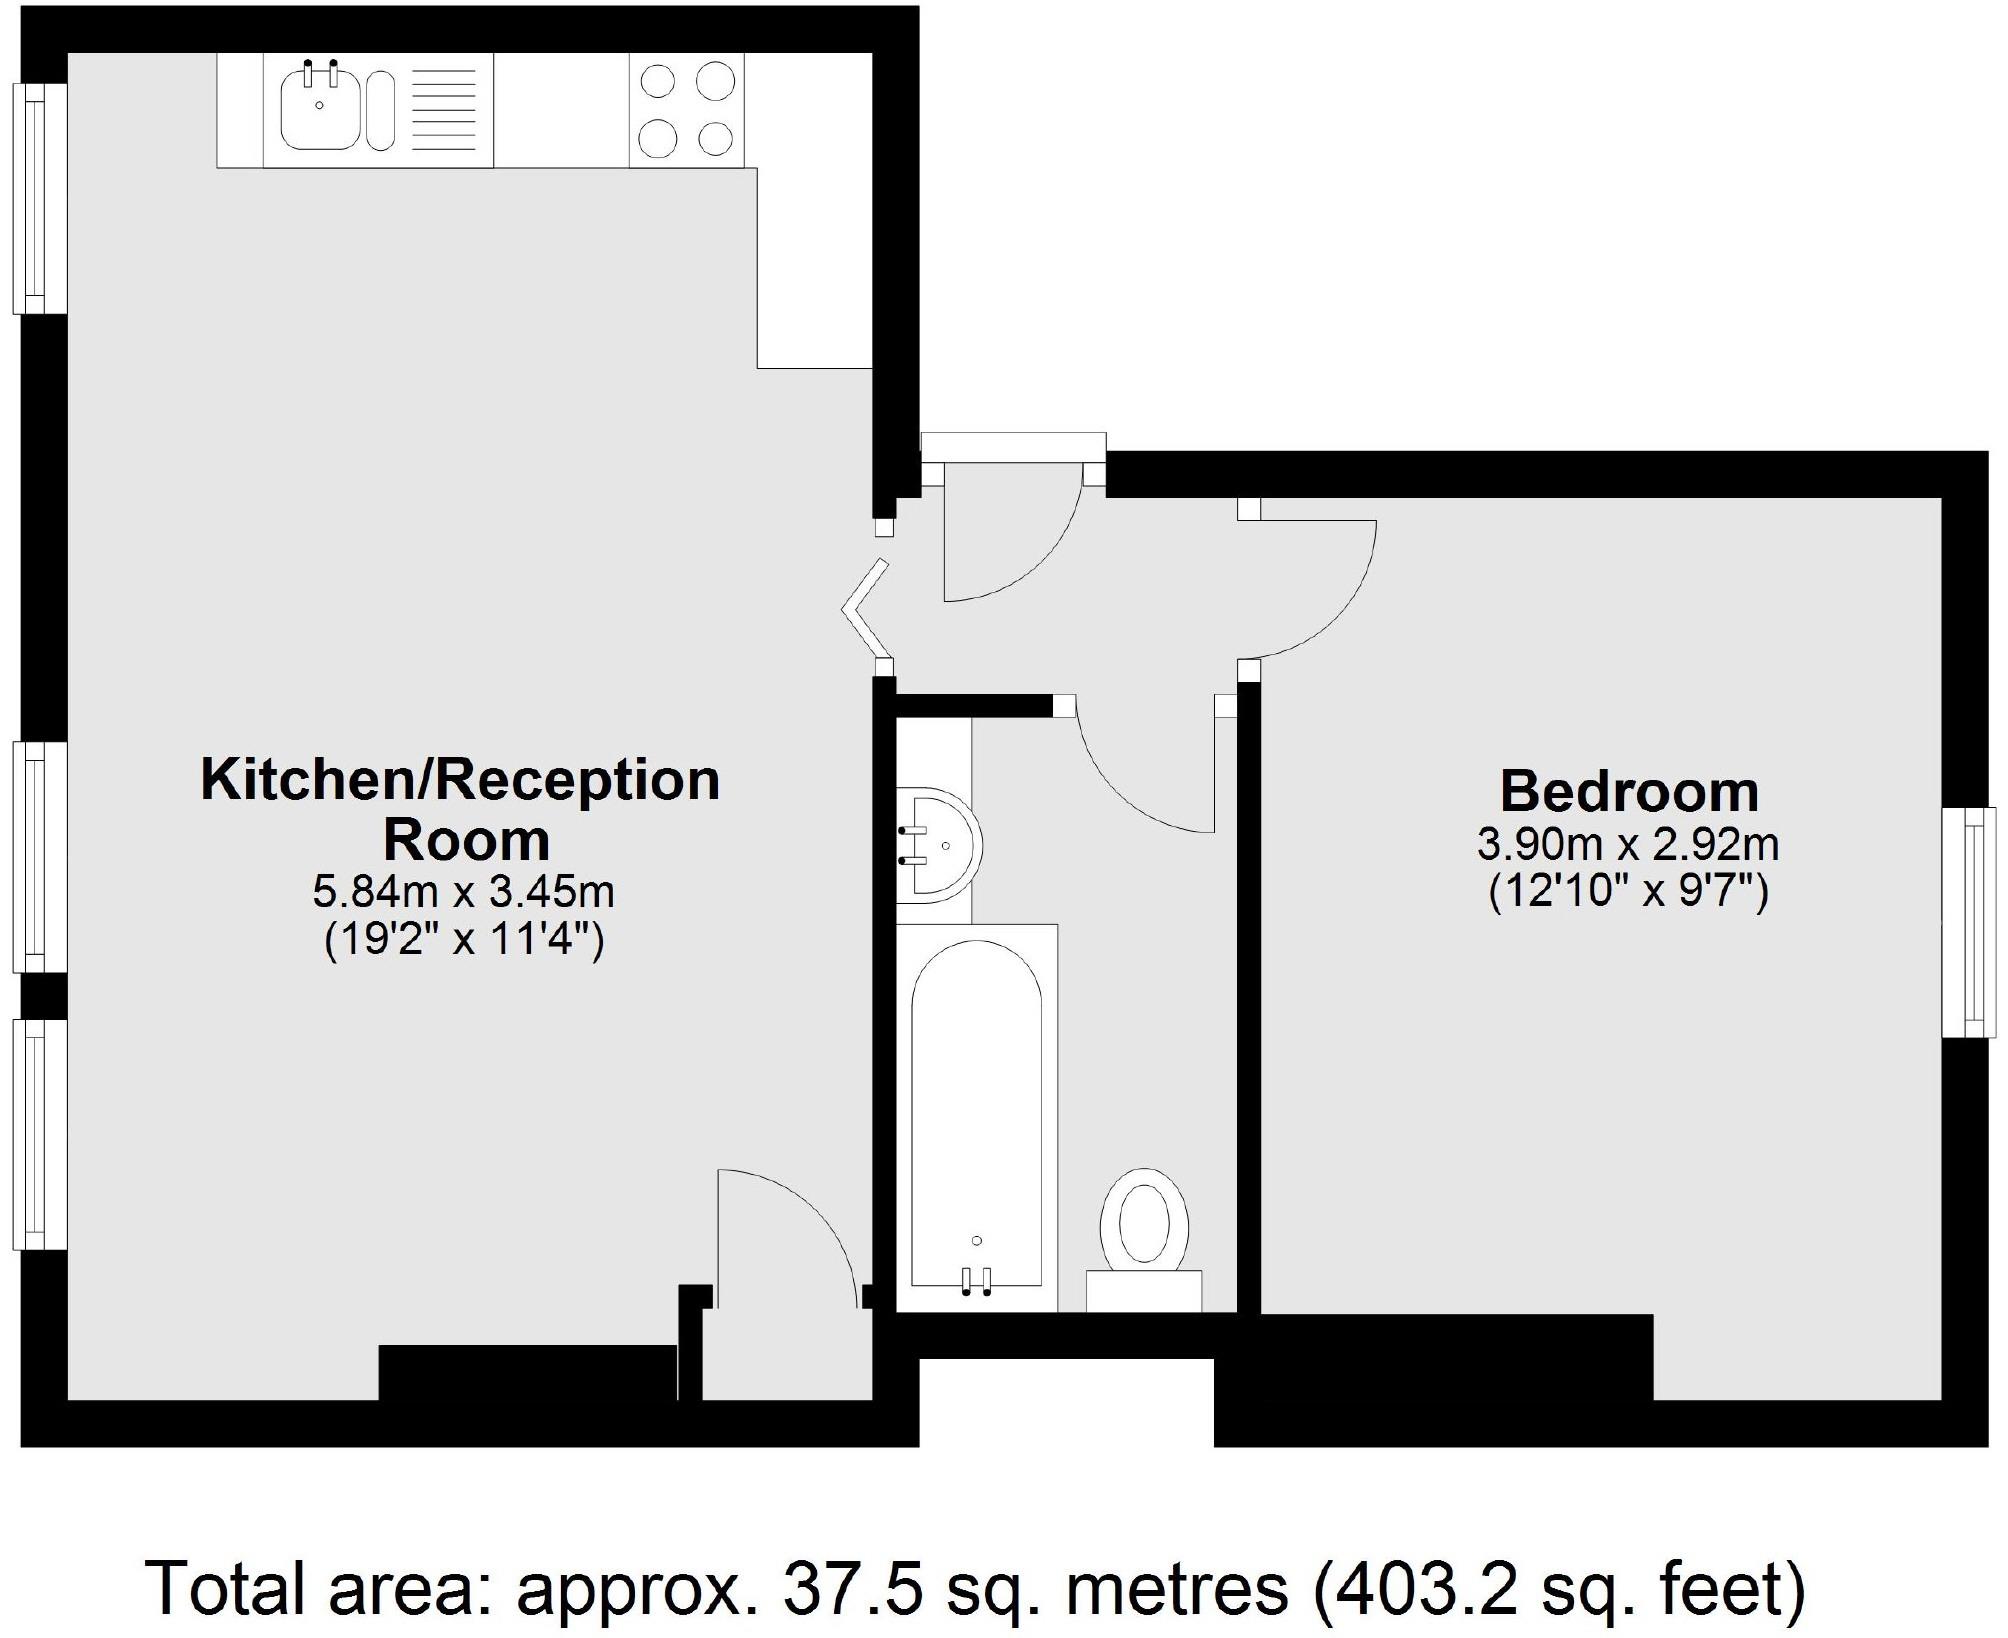 Kitchen/Reception
Room
5.84m x 3.45m
(19'2" x 11'4")
Bedroom
3.90m x 2.92m
(12'10" x 9'7")
Total area: approx. 37.5 sq. metres (403.2 sq. feet)